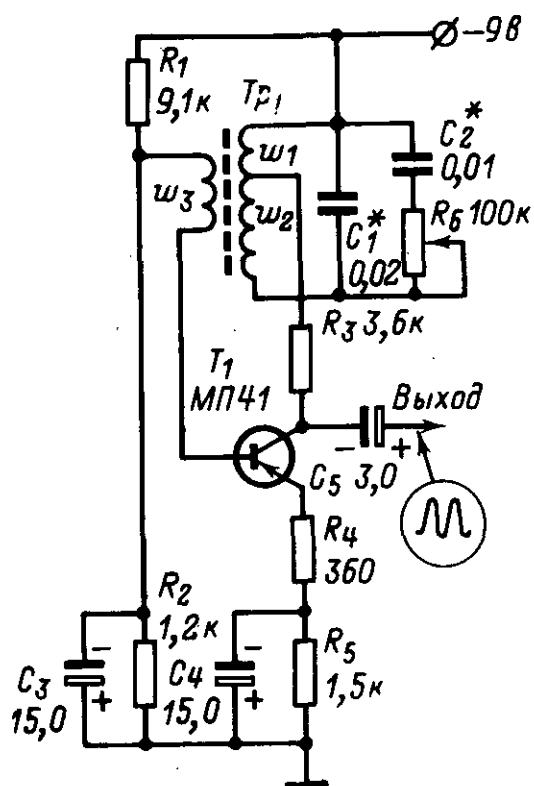 −9в
R1
9,1к
Тр1
w1
w2
w3
C2*
0,01
C1*
0,02
R6 100к
R3 3,6к
T1
МП41
Выход
−
+
C5 3,0
R4
360
R2
1,2к
−
+
C3
15,0
−
+
C4
15,0
R5
1,5к